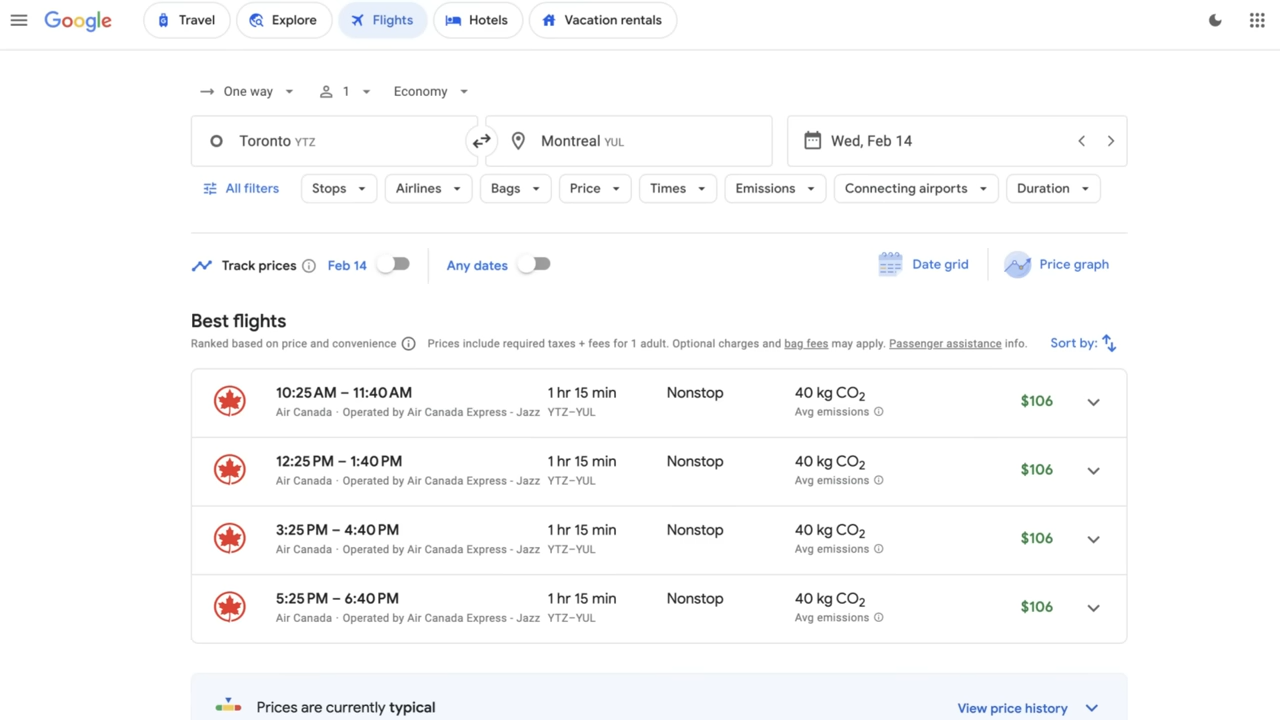 Google Travel Explore Flights Hotels Vacation rentals
One way 1 Economy
Toronto YTZ Montreal YUL Wed, Feb 14
All filters Stops Airlines Bags Price Times Emissions Connecting airports Duration
Track prices Feb 14 Any dates Date grid Price graph
Best flights
Ranked based on price and convenience Prices include required taxes + fees for 1 adult. Optional charges and bag fees may apply. Passenger assistance info. Sort by:
10:25 AM – 11:40 AM 1 hr 15 min Nonstop 40 kg CO2 $106
Air Canada · Operated by Air Canada Express - Jazz YTZ–YUL Avg emissions
12:25 PM – 1:40 PM 1 hr 15 min Nonstop 40 kg CO2 $106
Air Canada · Operated by Air Canada Express - Jazz YTZ–YUL Avg emissions
3:25 PM – 4:40 PM 1 hr 15 min Nonstop 40 kg CO2 $106
Air Canada · Operated by Air Canada Express - Jazz YTZ–YUL Avg emissions
5:25 PM – 6:40 PM 1 hr 15 min Nonstop 40 kg CO2 $106
Air Canada · Operated by Air Canada Express - Jazz YTZ–YUL Avg emissions
Prices are currently typical View price history